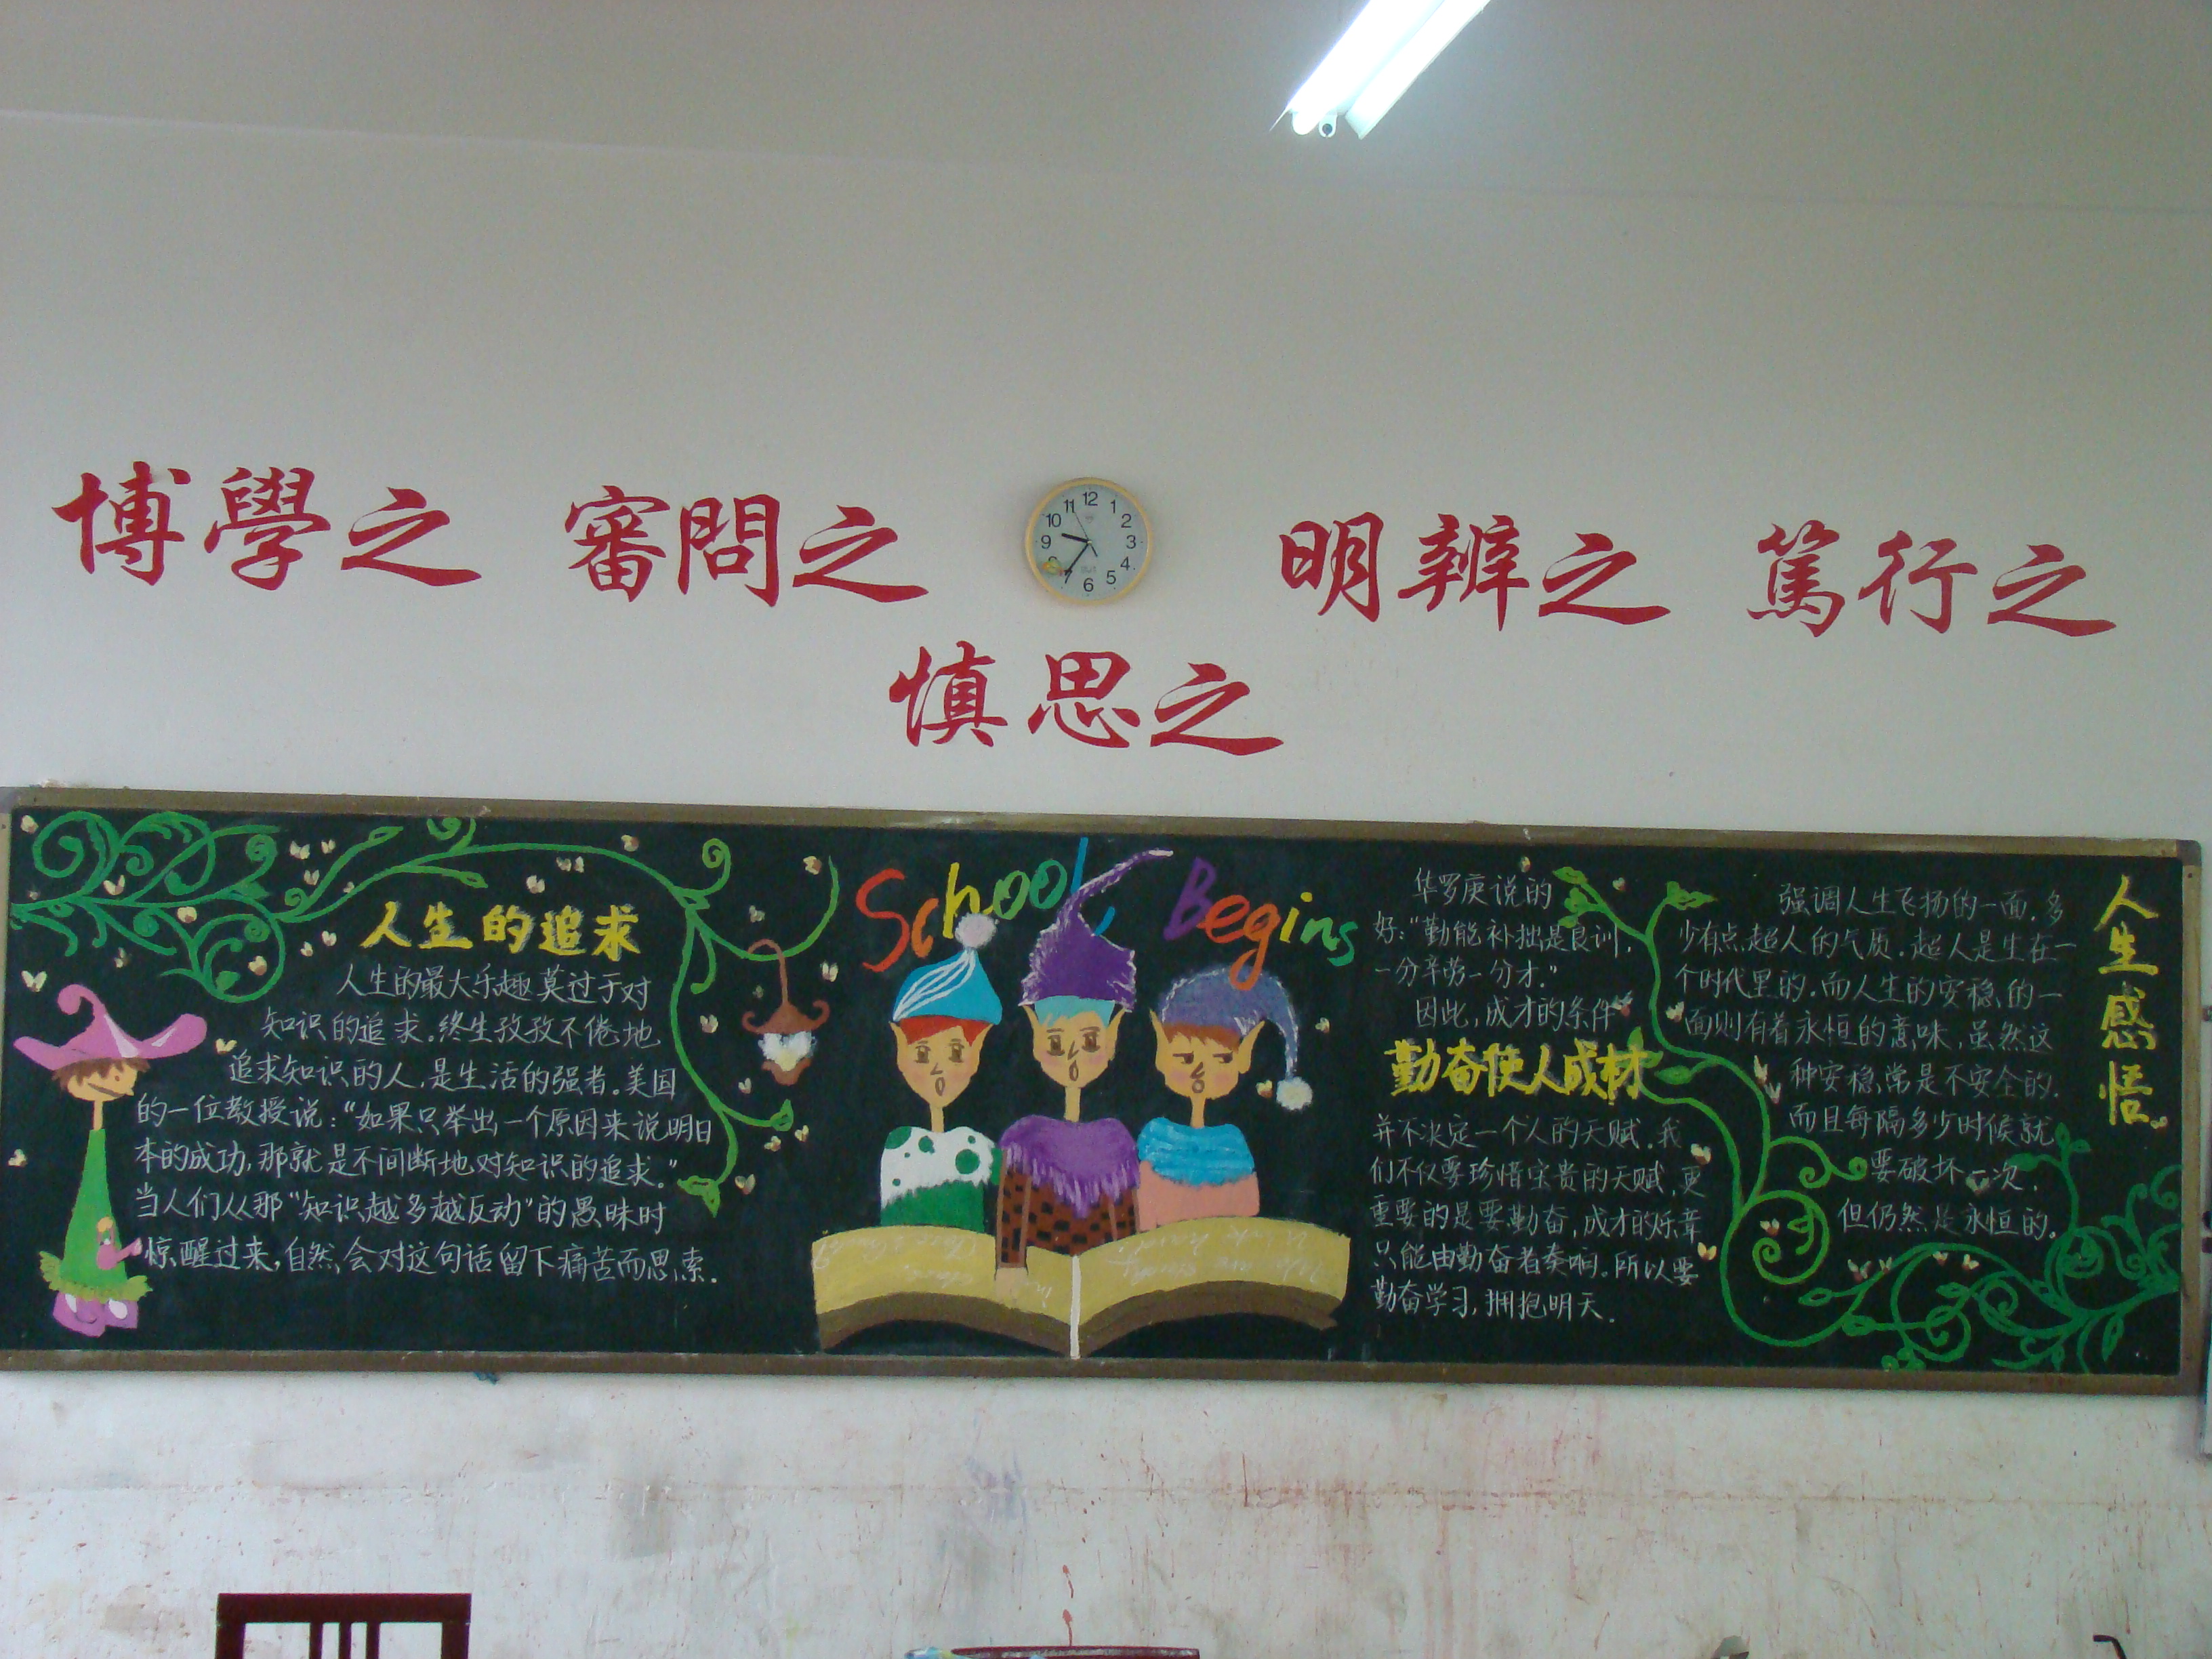 博學之 審問之 明辨之 篤行之
慎思之
12
1
2
3
4
5
6
7
9
10
11
School Begins
人生的追求
人生的最大乐趣莫过于对
知识的追求.终生孜孜不倦地
追求知识的人,是生活的强者。美国
的一位教授说:“如果只举出一个原因来说明日
本的成功,那就是不间断地对知识的追求.”
当人们从那“知识越多越反动”的愚昧时
惊醒过来,自然会对这句话留下痛苦而思索.
华罗庚说的
好:“勤能补拙是良训,
一分辛劳一分才.”
因此,成才的条件
勤奋使人成材
并不决定一个人的天赋.我
们不仅要珍惜宝贵的天赋,更
重要的是要勤奋,成才的乐章
只能由勤奋者奏响。所以要
勤奋学习,拥抱明天.
人生感悟。
强调人生飞扬的一面.多
少有点超人的气质.超人是生在一
个时代里的.而人生的安稳的一
面则有着永恒的意味,虽然这
种安稳常是不安全的.
而且每隔多少时候就
要破坏一次.
但仍然是永恒的。